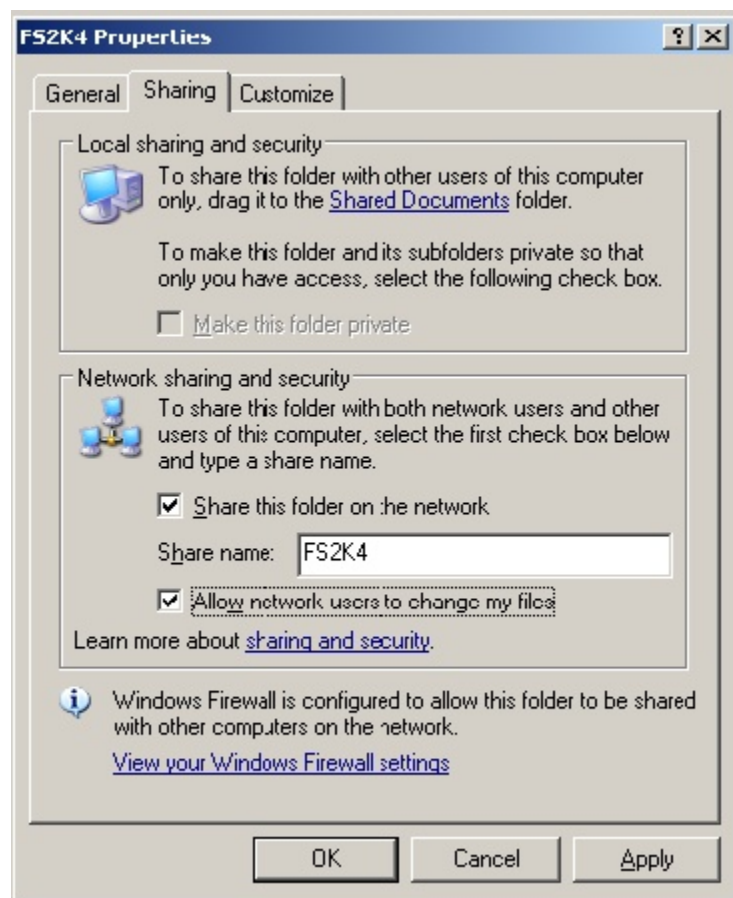 FS2K4 Properties
General Sharing Customize
Local sharing and security
To share this folder with other users of this computer
only, drag it to the Shared Documents folder.
To make this folder and its subfolders private so that
only you have access, select the following check box.
Make this folder private
Network sharing and security
To share this folder with both network users and other
users of this computer, select the first check box below
and type a share name.
Share this folder on the network
Share name: FS2K4
Allow network users to change my files
Learn more about sharing and security.
Windows Firewall is configured to allow this folder to be shared
with other computers on the network.
View your Windows Firewall settings
OK Cancel Apply